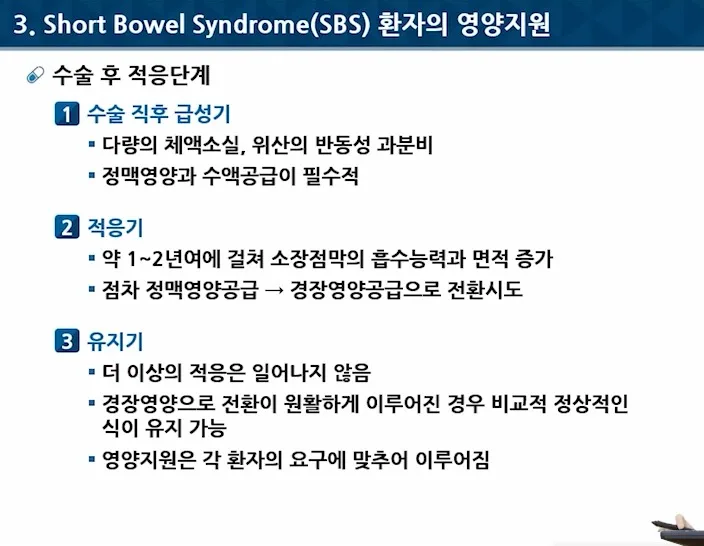 3. Short Bowel Syndrome(SBS) 환자의 영양지원
수술 후 적응단계
1 수술 직후 급성기
▪ 다량의 체액소실, 위산의 반동성 과분비
▪ 정맥영양과 수액공급이 필수적
2 적응기
▪ 약 1~2년여에 걸쳐 소장점막의 흡수능력과 면적 증가
▪ 점차 정맥영양공급 → 경장영양공급으로 전환시도
3 유지기
▪ 더 이상의 적응은 일어나지 않음
▪ 경장영양으로 전환이 원활하게 이루어진 경우 비교적 정상적인
식이 유지 가능
▪ 영양지원은 각 환자의 요구에 맞추어 이루어짐